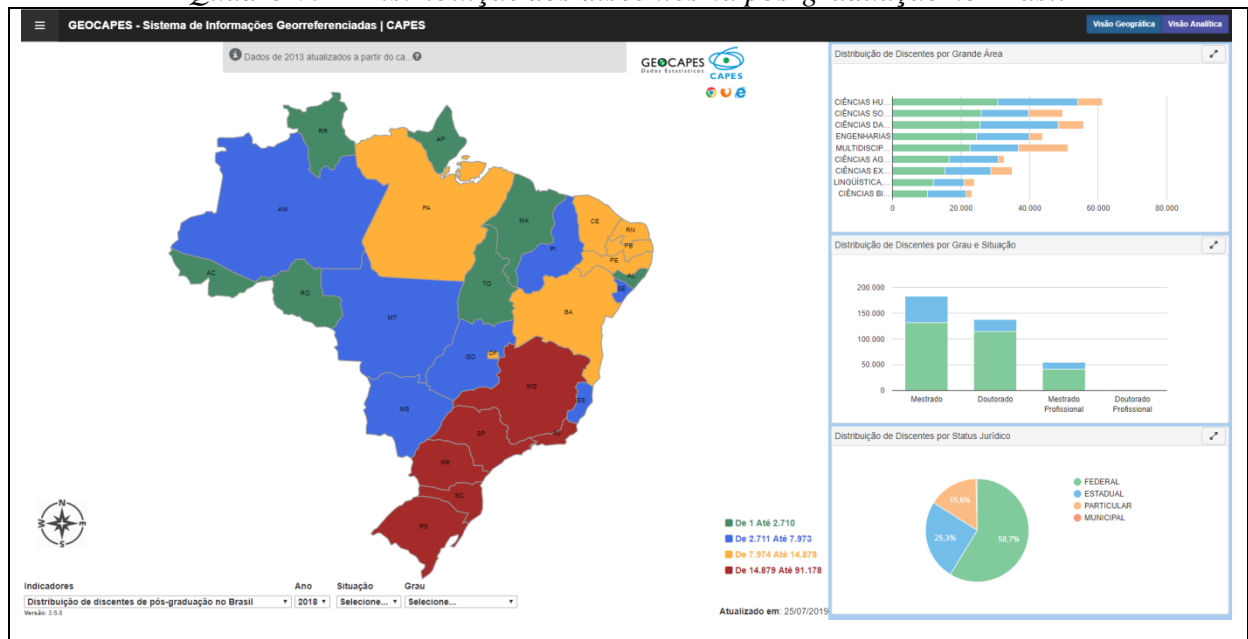 GEOCAPES - Sistema de Informações Georreferenciadas | CAPES
Visão Geográfica
Visão Analítica
Dados de 2013 atualizados a partir do ca..
GEOCAPES
Dados Estatísticos
CAPES
RR
AP
AM
PA
MA
CE
RN
PB
PI
PE
AL
SE
AC
RO
TO
BA
MT
GO
DF
MG
ES
MS
SP
RJ
PR
SC
RS
N
W
E
S
De 1 Até 2.710
De 2.711 Até 7.973
De 7.974 Até 14.878
De 14.879 Até 91.178
Indicadores
Ano
Situação
Grau
Distribuição de discentes de pós-graduação no Brasil
2018
Selecione...
Selecione...
Versão: 3.6.8
Atualizado em: 25/07/2019
Distribuição de Discentes por Grande Área
CIÊNCIAS HU...
CIÊNCIAS SO...
CIÊNCIAS DA...
ENGENHARIAS
MULTIDISCIP...
CIÊNCIAS AG...
CIÊNCIAS EX...
LINGÜÍSTICA,...
CIÊNCIAS BI...
0 20.000 40.000 60.000 80.000
Distribuição de Discentes por Grau e Situação
200.000
150.000
100.000
50.000
0
Mestrado Doutorado Mestrado Profissional Doutorado Profissional
Distribuição de Discentes por Status Jurídico
15,9%
25,3%
58,7%
FEDERAL
ESTADUAL
PARTICULAR
MUNICIPAL